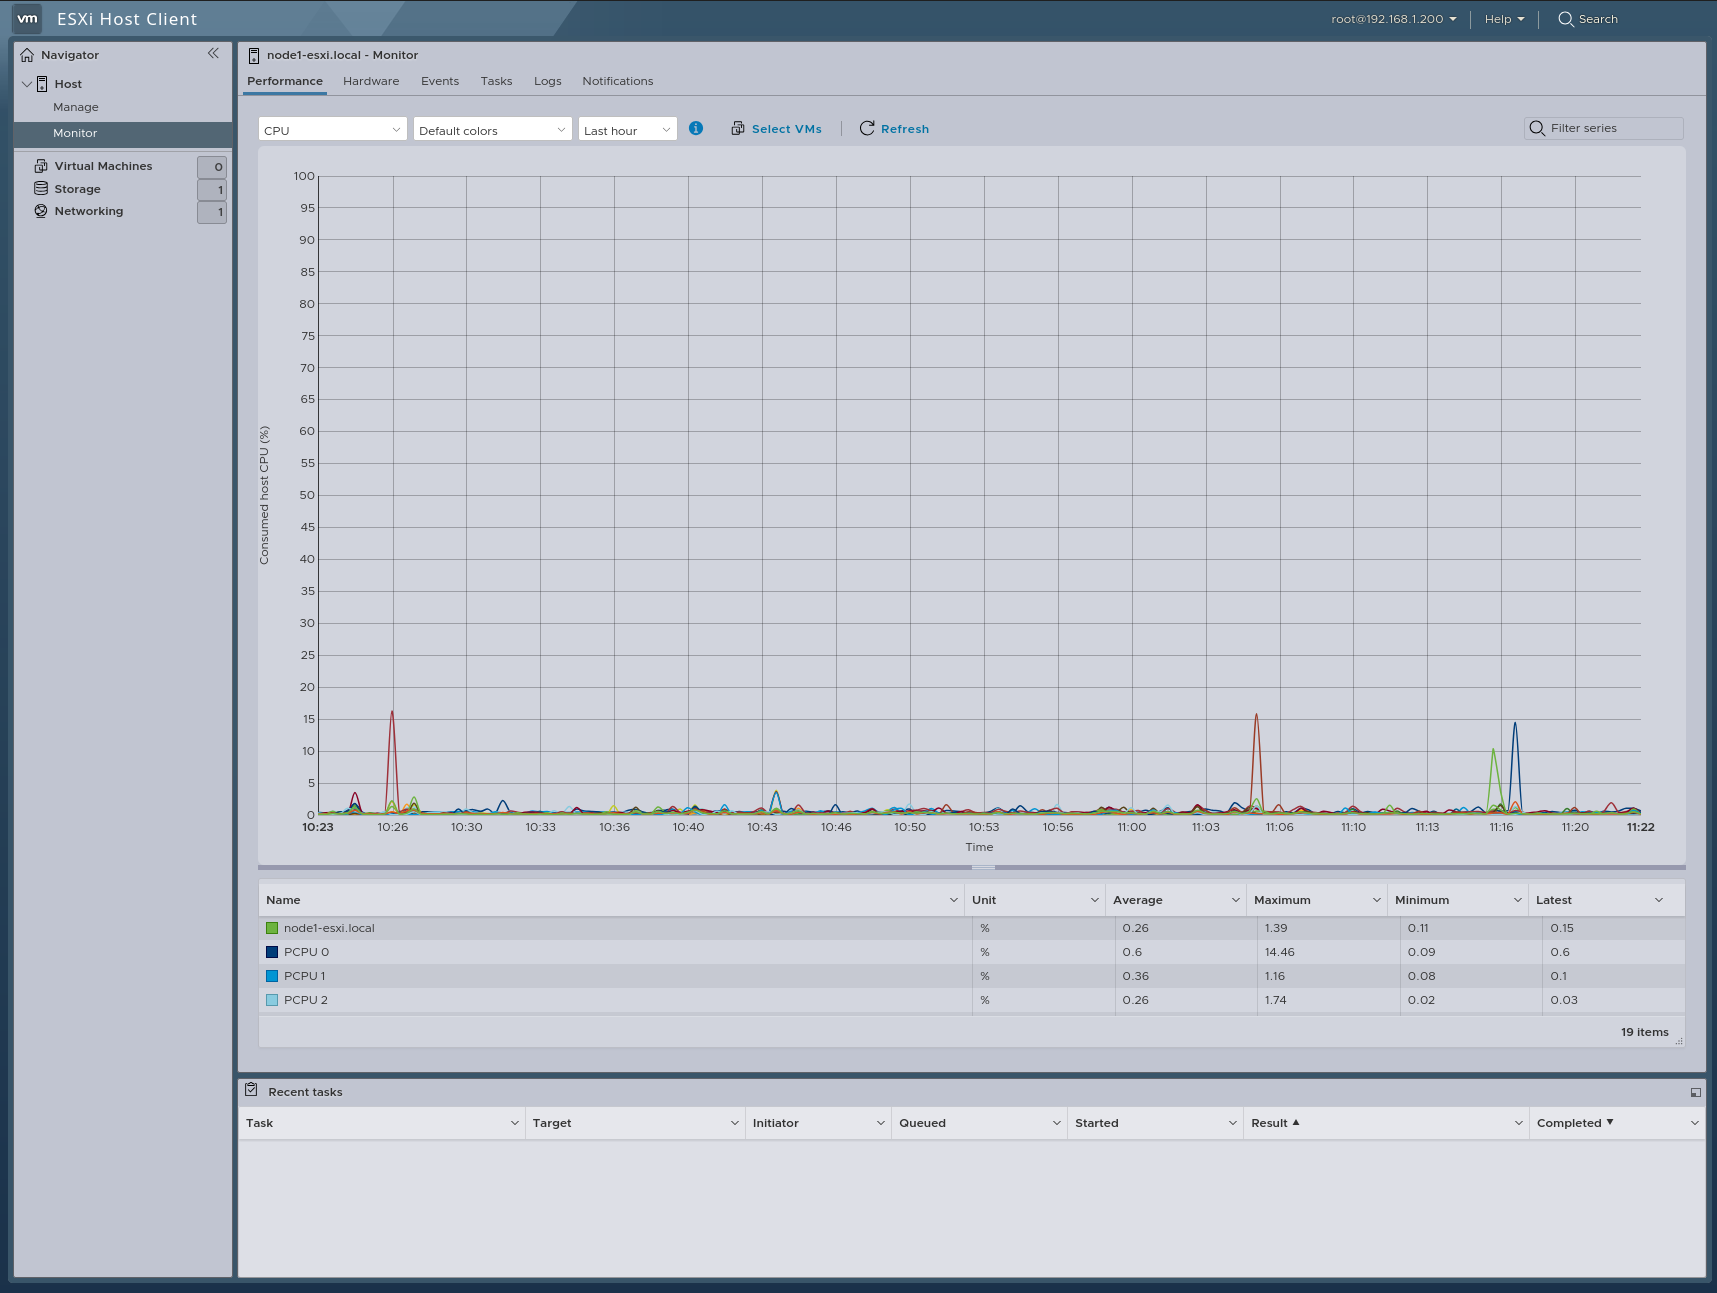 vm ESXi Host Client root@192.168.1.200 Help Search
Navigator
Host
Manage
Monitor
Virtual Machines 0
Storage 1
Networking 1
node1-esxi.local - Monitor
Performance Hardware Events Tasks Logs Notifications
CPU Default colors Last hour Select VMs Refresh Filter series
Consumed host CPU (%)
100
95
90
85
80
75
70
65
60
55
50
45
40
35
30
25
20
15
10
5
0
10:23 10:26 10:30 10:33 10:36 10:40 10:43 10:46 10:50 10:53 10:56 11:00 11:03 11:06 11:10 11:13 11:16 11:20 11:22
Time
Name Unit Average Maximum Minimum Latest
node1-esxi.local % 0.26 1.39 0.11 0.15
PCPU 0 % 0.6 14.46 0.09 0.6
PCPU 1 % 0.36 1.16 0.08 0.1
PCPU 2 % 0.26 1.74 0.02 0.03
19 items
Recent tasks
Task Target Initiator Queued Started Result ▲ Completed ▼